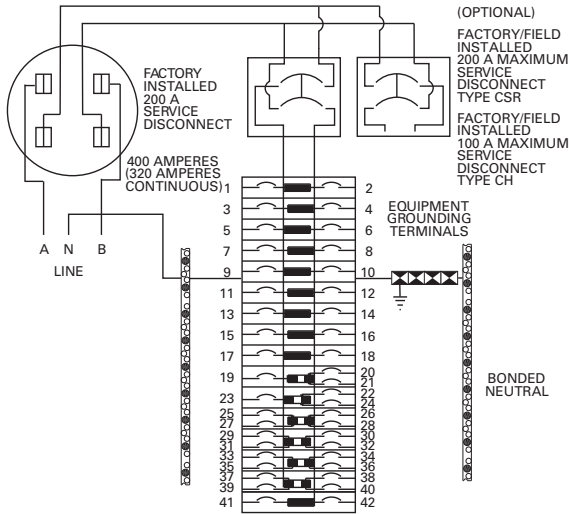 (OPTIONAL)
FACTORY/FIELD
INSTALLED
200 A MAXIMUM
SERVICE
DISCONNECT
TYPE CSR
FACTORY/FIELD
INSTALLED
100 A MAXIMUM
SERVICE
DISCONNECT
TYPE CH
FACTORY
INSTALLED
200 A
SERVICE
DISCONNECT
400 AMPERES
(320 AMPERES
CONTINUOUS)
A N B
LINE
EQUIPMENT
GROUNDING
TERMINALS
BONDED
NEUTRAL
1 2
3 4
5 6
7 8
9 10
11 12
13 14
15 16
17 18
19 20
21
22
23 24
25 26
27 28
29 30
31 32
33 34
35 36
37 38
39 40
41 42